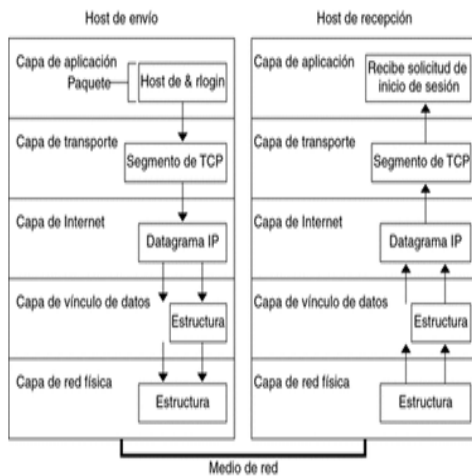 Host de envío
Capa de aplicación
Paquete
Host de & rlogin
Capa de transporte
Segmento de TCP
Capa de Internet
Datagrama IP
Capa de vínculo de datos
Estructura
Capa de red física
Estructura
Host de recepción
Capa de aplicación
Recibe solicitud de
inicio de sesión
Capa de transporte
Segmento de TCP
Capa de Internet
Datagrama IP
Capa de vínculo de datos
Estructura
Capa de red física
Estructura
Medio de red